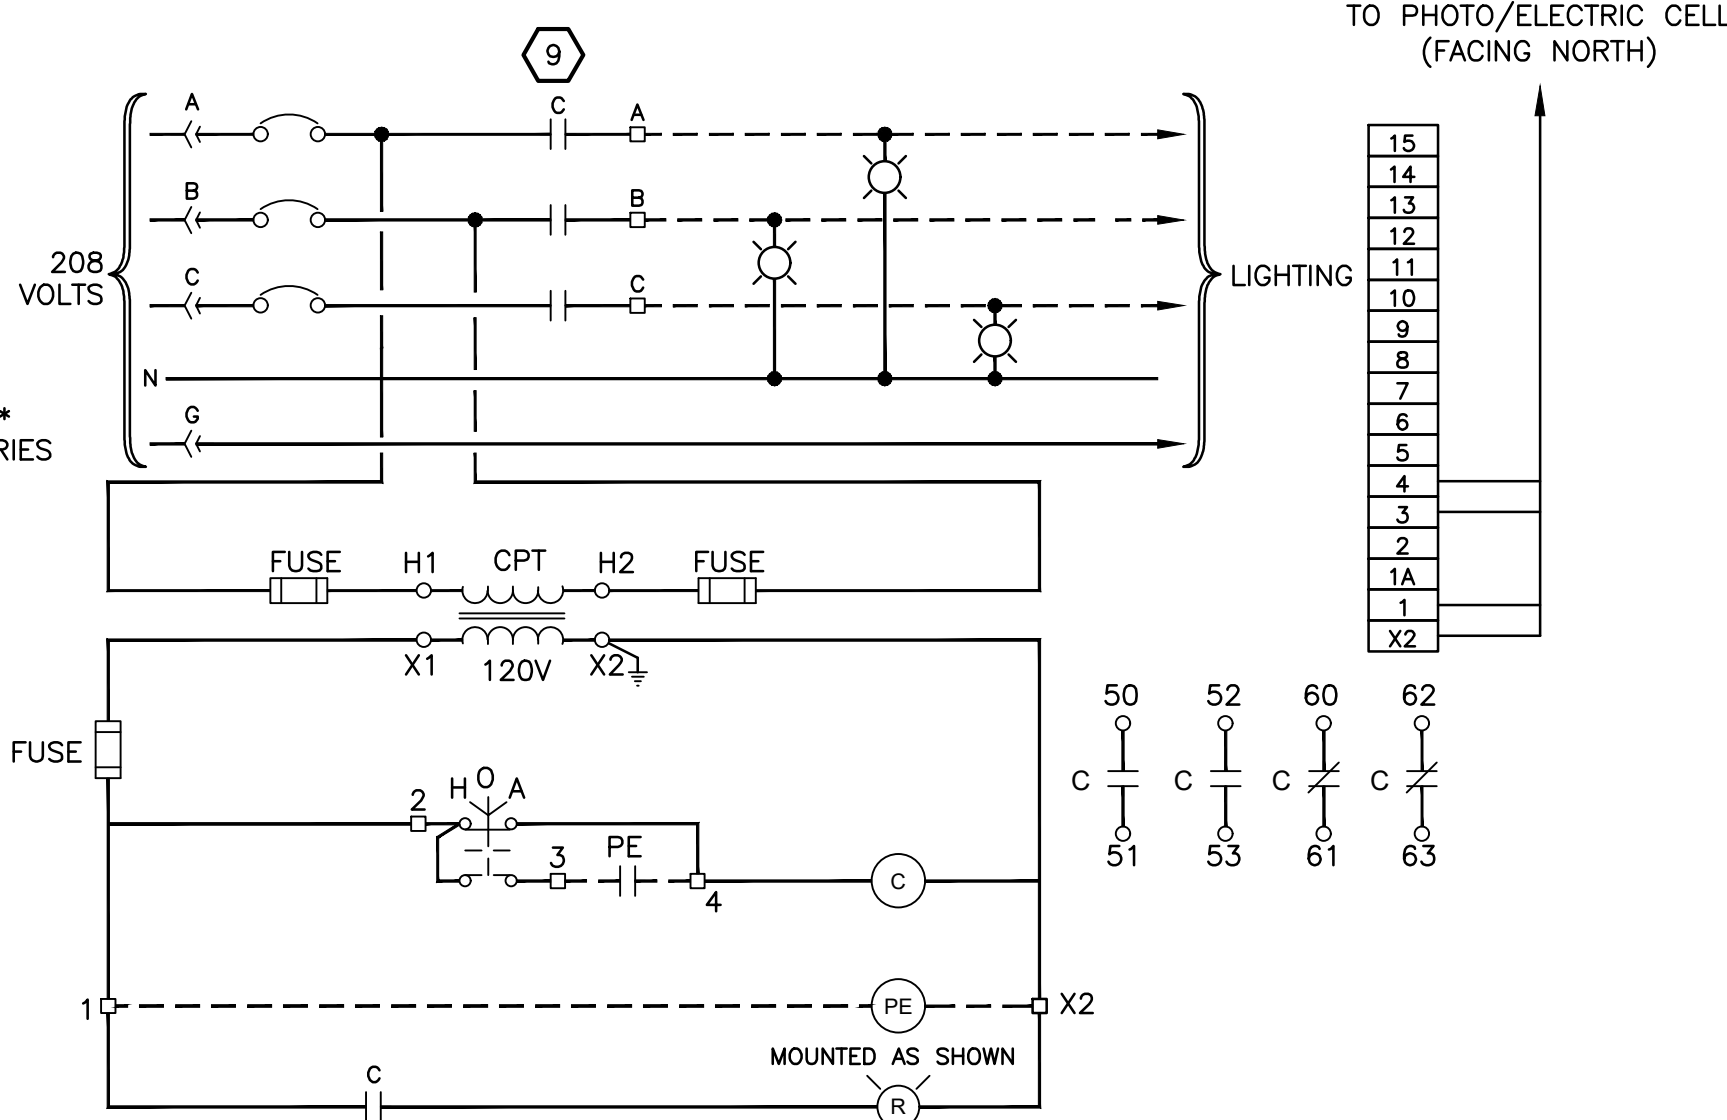 TO PHOTO/ELECTRIC CELL
(FACING NORTH)
9
A
C
A
B
B
C
C
208
VOLTS
LIGHTING
N
*
RIES
G
15
14
13
12
11
10
9
8
7
6
5
4
3
2
1A
1
X2
FUSE
H1
CPT
H2
FUSE
X1
120V
X2
FUSE
50
52
60
62
C
C
C
C
51
53
61
63
2
H
O
A
3
PE
4
C
1
PE
X2
MOUNTED AS SHOWN
C
R